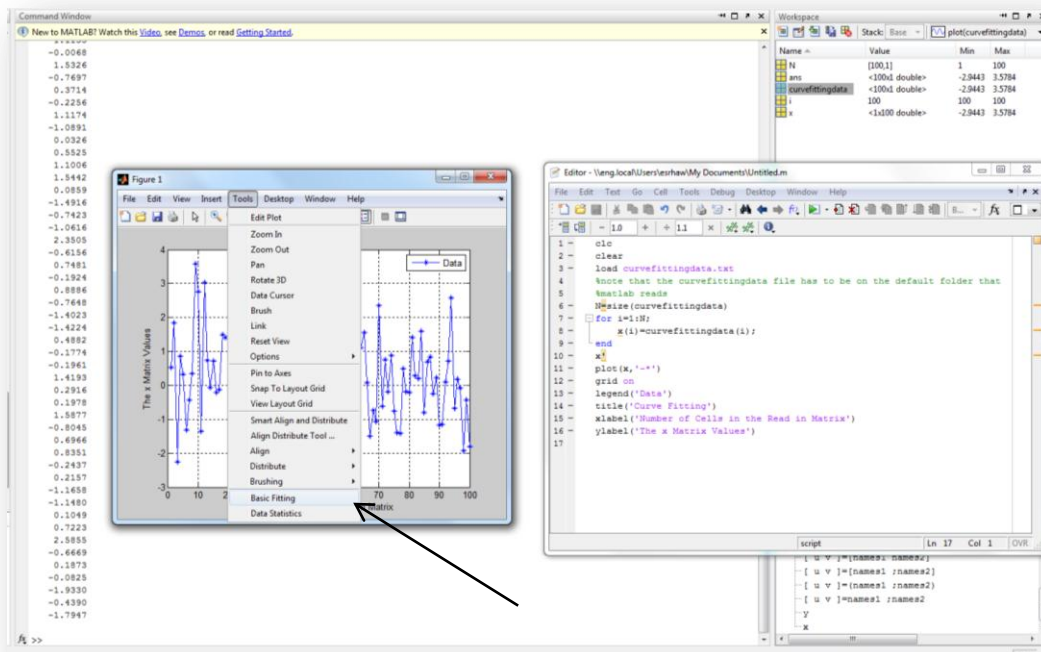 Command Window
New to MATLAB? Watch this Video, see Demos, or read Getting Started.
-0.0068
1.5326
-0.7697
0.3714
-0.2256
1.1174
-1.0891
0.0326
0.5525
1.1006
1.5442
0.0859
-1.4916
-0.7423
-1.0616
2.3505
-0.6156
0.7481
-0.1924
0.8886
-0.7648
-1.4023
-1.4224
0.4882
-0.1774
-0.1961
1.4193
0.2916
0.1978
1.5877
-0.8045
0.6966
0.8351
-0.2437
0.2157
-1.1658
-1.1480
0.1049
0.7223
2.5855
-0.6669
0.1873
-0.0825
-1.9330
-0.4390
-1.7947
fx >>
Figure 1
File Edit View Insert Tools Desktop Window Help
Edit Plot
Zoom In
Zoom Out
Pan
Rotate 3D
Data Cursor
Brush
Link
Reset View
Options
Pin to Axes
Snap To Layout Grid
View Layout Grid
Smart Align and Distribute
Align Distribute Tool ...
Align
Distribute
Brushing
Basic Fitting
Data Statistics
Data
The x Matrix Values
4
3
2
1
0
-1
-2
-3
0 10 2 70 80 90 100
Matrix
Workspace
Stack: Base plot(curvefittingdata)
Name Value Min Max
N [100,1] 1 100
ans <100x1 double> -2.9443 3.5784
curvefittingdata <100x1 double> -2.9443 3.5784
i 100 100 100
x <1x100 double> -2.9443 3.5784
Editor - \\eng.local\Users\esrhaw\My Documents\Untitled.m
File Edit Text Go Cell Tools Debug Desktop Window Help
B...
fx
- 1.0 + ÷ 1.1 ×
1 - clc
2 - clear
3 - load curvefittingdata.txt
4 %note that the curvefittingdata file has to be on the default folder that
5 %matlab reads
6 - N=size(curvefittingdata)
7 - for i=1:N;
8 - x(i)=curvefittingdata(i);
9 - end
10 - x'
11 - plot(x,'-*')
12 - grid on
13 - legend('Data')
14 - title('Curve Fitting')
15 - xlabel('Number of Cells in the Read in Matrix')
16 - ylabel('The x Matrix Values')
17
script Ln 17 Col 1 OVR
[ u v ]=[names1 names2]
[ u v ]=[names1 ;names2]
[ u v ]=(names1 ;names2)
[ u v ]=names1 ;names2
y
x